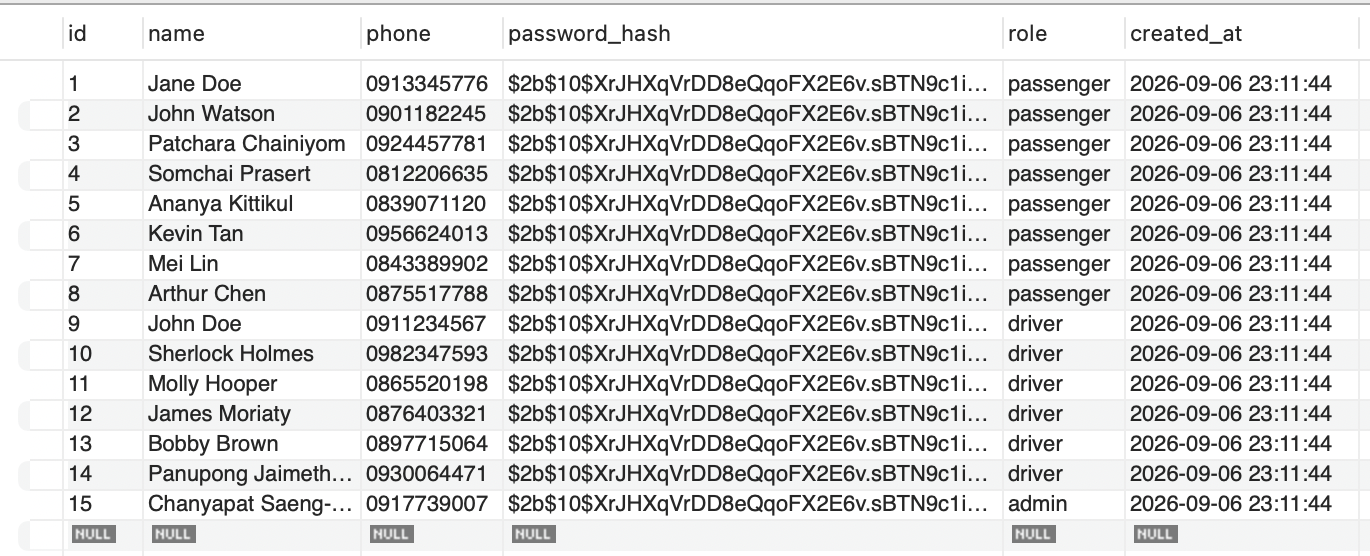 id name phone password_hash role created_at
1 Jane Doe 0913345776 $2b$10$XrJHXqVrDD8eQqoFX2E6v.sBTN9c1i... passenger 2026-09-06 23:11:44
2 John Watson 0901182245 $2b$10$XrJHXqVrDD8eQqoFX2E6v.sBTN9c1i... passenger 2026-09-06 23:11:44
3 Patchara Chainiyom 0924457781 $2b$10$XrJHXqVrDD8eQqoFX2E6v.sBTN9c1i... passenger 2026-09-06 23:11:44
4 Somchai Prasert 0812206635 $2b$10$XrJHXqVrDD8eQqoFX2E6v.sBTN9c1i... passenger 2026-09-06 23:11:44
5 Ananya Kittikul 0839071120 $2b$10$XrJHXqVrDD8eQqoFX2E6v.sBTN9c1i... passenger 2026-09-06 23:11:44
6 Kevin Tan 0956624013 $2b$10$XrJHXqVrDD8eQqoFX2E6v.sBTN9c1i... passenger 2026-09-06 23:11:44
7 Mei Lin 0843389902 $2b$10$XrJHXqVrDD8eQqoFX2E6v.sBTN9c1i... passenger 2026-09-06 23:11:44
8 Arthur Chen 0875517788 $2b$10$XrJHXqVrDD8eQqoFX2E6v.sBTN9c1i... passenger 2026-09-06 23:11:44
9 John Doe 0911234567 $2b$10$XrJHXqVrDD8eQqoFX2E6v.sBTN9c1i... driver 2026-09-06 23:11:44
10 Sherlock Holmes 0982347593 $2b$10$XrJHXqVrDD8eQqoFX2E6v.sBTN9c1i... driver 2026-09-06 23:11:44
11 Molly Hooper 0865520198 $2b$10$XrJHXqVrDD8eQqoFX2E6v.sBTN9c1i... driver 2026-09-06 23:11:44
12 James Moriaty 0876403321 $2b$10$XrJHXqVrDD8eQqoFX2E6v.sBTN9c1i... driver 2026-09-06 23:11:44
13 Bobby Brown 0897715064 $2b$10$XrJHXqVrDD8eQqoFX2E6v.sBTN9c1i... driver 2026-09-06 23:11:44
14 Panupong Jaimeth... 0930064471 $2b$10$XrJHXqVrDD8eQqoFX2E6v.sBTN9c1i... driver 2026-09-06 23:11:44
15 Chanyapat Saeng-... 0917739007 $2b$10$XrJHXqVrDD8eQqoFX2E6v.sBTN9c1i... admin 2026-09-06 23:11:44
NULL NULL NULL NULL NULL NULL